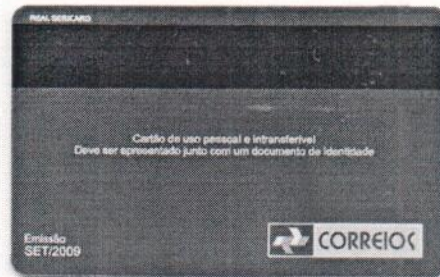 REAL SERICARD
Cartão de uso pessoal e intransferível
Deve ser apresentado junto com um documento de identidade
Emissão
SET/2009
CORREIOS